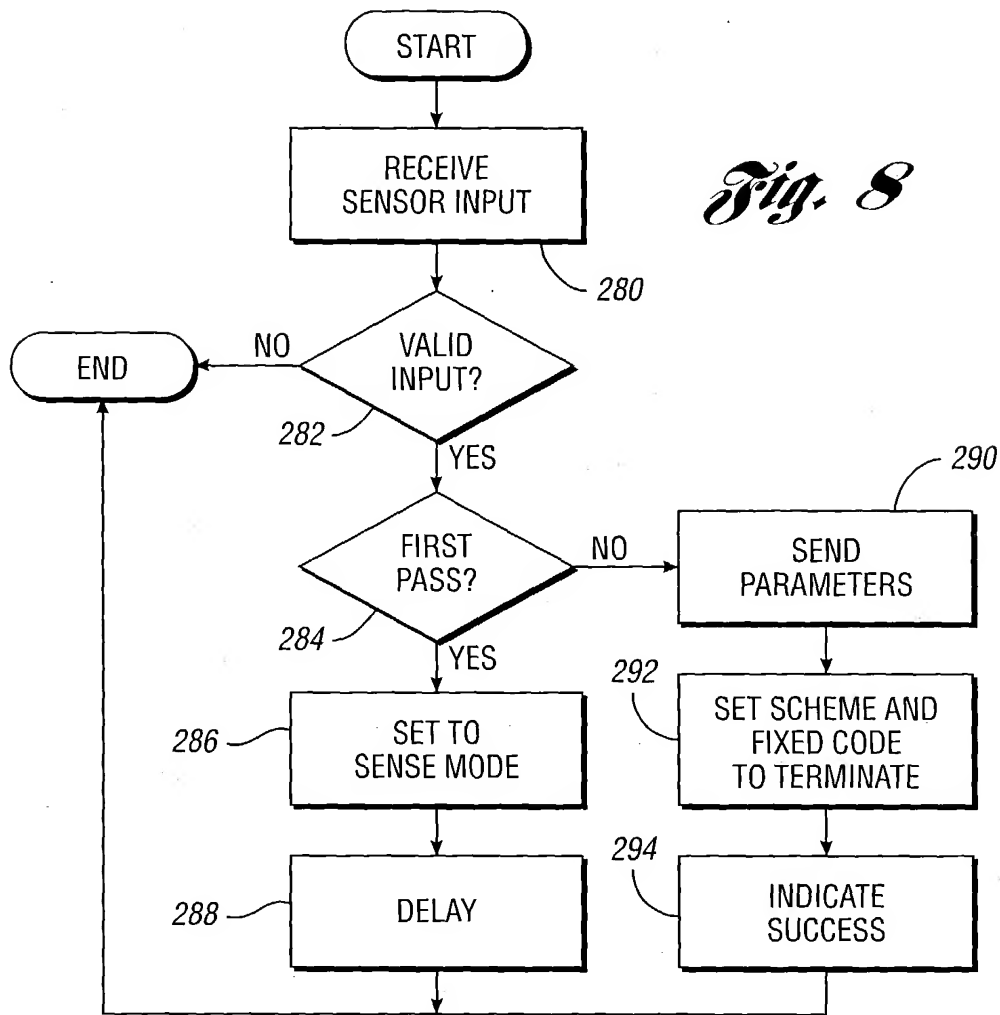 START
RECEIVE
SENSOR INPUT
Fig. 8
280
VALID
INPUT?
NO
END
282
YES
290
FIRST
PASS?
NO
SEND
PARAMETERS
284
YES
292
SET SCHEME AND
FIXED CODE
TO TERMINATE
286
SET TO
SENSE MODE
294
288
DELAY
INDICATE
SUCCESS